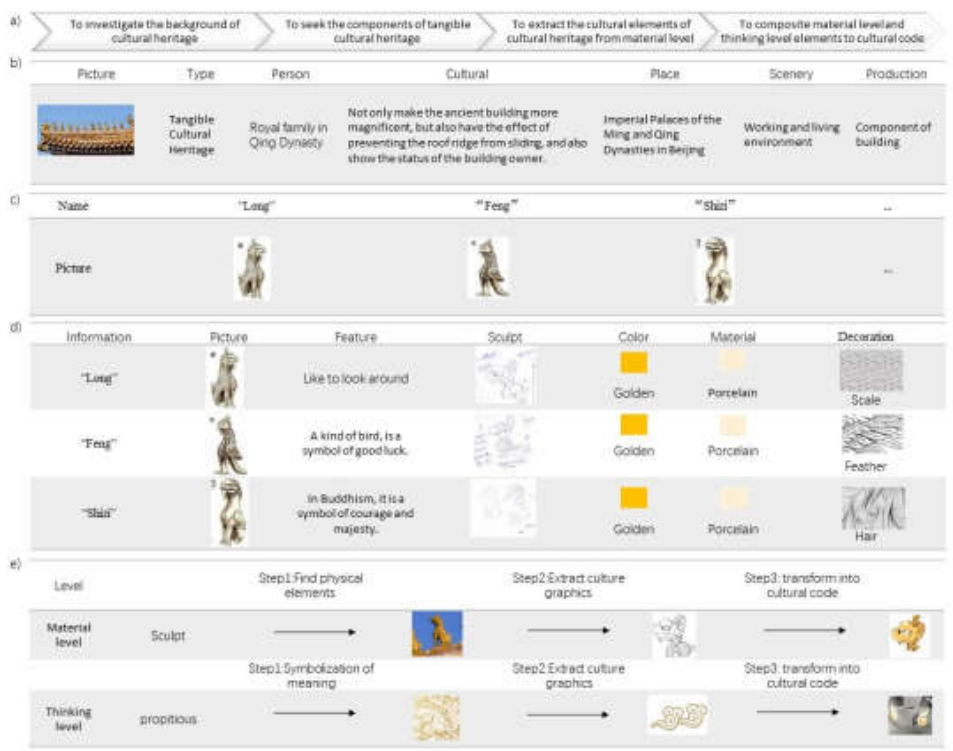 a)
To investigate the background of
cultural heritage
To seek the components of tangible
cultural heritage
To extract the cultural elements of
cultural heritage from material level
To composite material level and
thinking level elements to cultural code
b)
Picture Type Person Cultural Place Scenery Production
Tangible
Cultural
Heritage
Royal family in
Qing Dynasty
Not only make the ancient building more
magnificent, but also have the effect of
preventing the roof ridge from sliding, and also
show the status of the building owner.
Imperial Palaces of the
Ming and Qing
Dynasties in Beijing
Working and living
environment
Component of
building
c)
Name "Long" "Feng" "Shizi" ..
Picture ...
d)
Information Picture Feature Sculpt Color Material Decoration
"Long" Like to look around Golden Porcelain Scale
"Feng" A kind of bird, is a
symbol of good luck.
Golden Porcelain Feather
"Shizi" In Buddhism, it is a
symbol of courage and
majesty.
Golden Porcelain Hair
e)
Level
Step1:Find physical
elements
Step2:Extract culture
graphics
Step3: transform into
cultural code
Material
level
Sculpt
Step1:Symbolization of
meaning
Step2:Extract culture
graphics
Step3: transform into
cultural code
Thinking
level
propitious